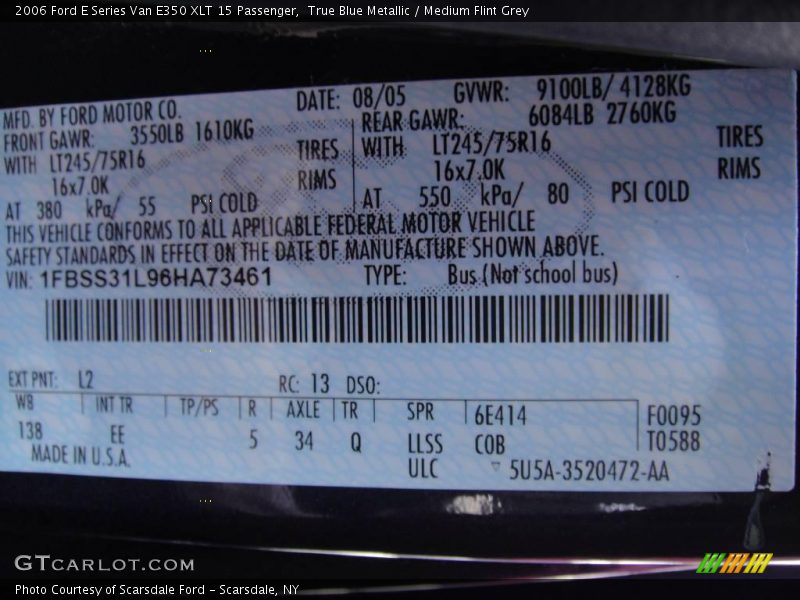 2006 Ford E Series Van E350 XLT 15 Passenger,  True Blue Metallic / Medium Flint Grey
MFD. BY FORD MOTOR CO. DATE: 08/05 GVWR: 9100LB/ 4128KG
FRONT GAWR: 3550LB 1610KG REAR GAWR: 6084LB 2760KG
WITH LT245/75R16 TIRES WITH LT245/75R16 TIRES
16x7.0K RIMS 16x7.0K RIMS
AT 380 kPa/ 55 PSI COLD AT 550 kPa/ 80 PSI COLD
THIS VEHICLE CONFORMS TO ALL APPLICABLE FEDERAL MOTOR VEHICLE
SAFETY STANDARDS IN EFFECT ON THE DATE OF MANUFACTURE SHOWN ABOVE.
VIN: 1FBSS31L96HA73461 TYPE: Bus (Not school bus)
EXT PNT: L2 RC: 13 DSO:
WB INT TR TP/PS R AXLE TR SPR 6E414 F0095
138 EE 5 34 Q LLSS COB T0588
MADE IN U.S.A. ULC 5U5A-3520472-AA
GTCARLOT.COM
Photo Courtesy of Scarsdale Ford – Scarsdale, NY